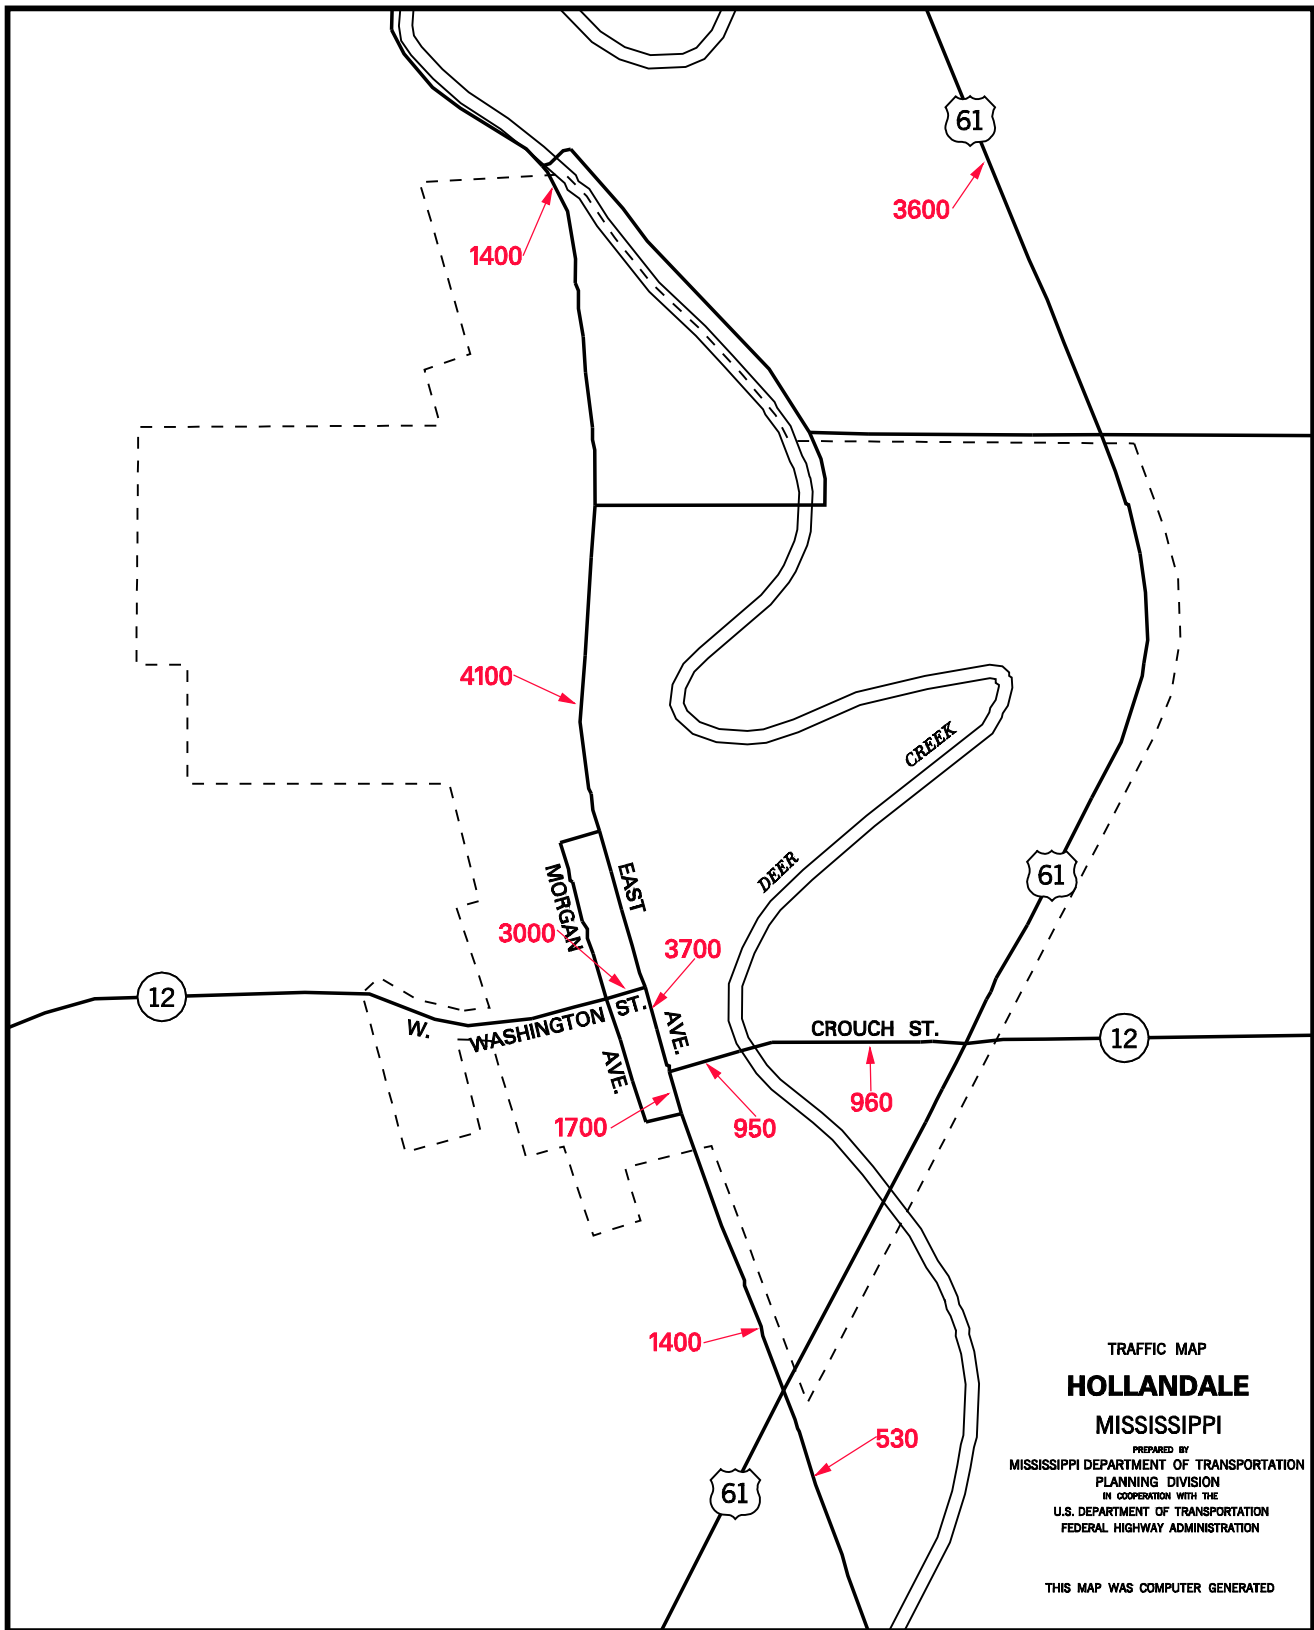 61
3600
1400
4100
CREEK
DEER
61
EAST
MORGAN
3000
3700
12
W. WASHINGTON ST.
AVE.
AVE.
CROUCH ST.
12
960
950
1700
1400
530
61
TRAFFIC MAP
HOLLANDALE
MISSISSIPPI
PREPARED BY
MISSISSIPPI DEPARTMENT OF TRANSPORTATION
PLANNING DIVISION
IN COOPERATION WITH THE
U.S. DEPARTMENT OF TRANSPORTATION
FEDERAL HIGHWAY ADMINISTRATION
THIS MAP WAS COMPUTER GENERATED